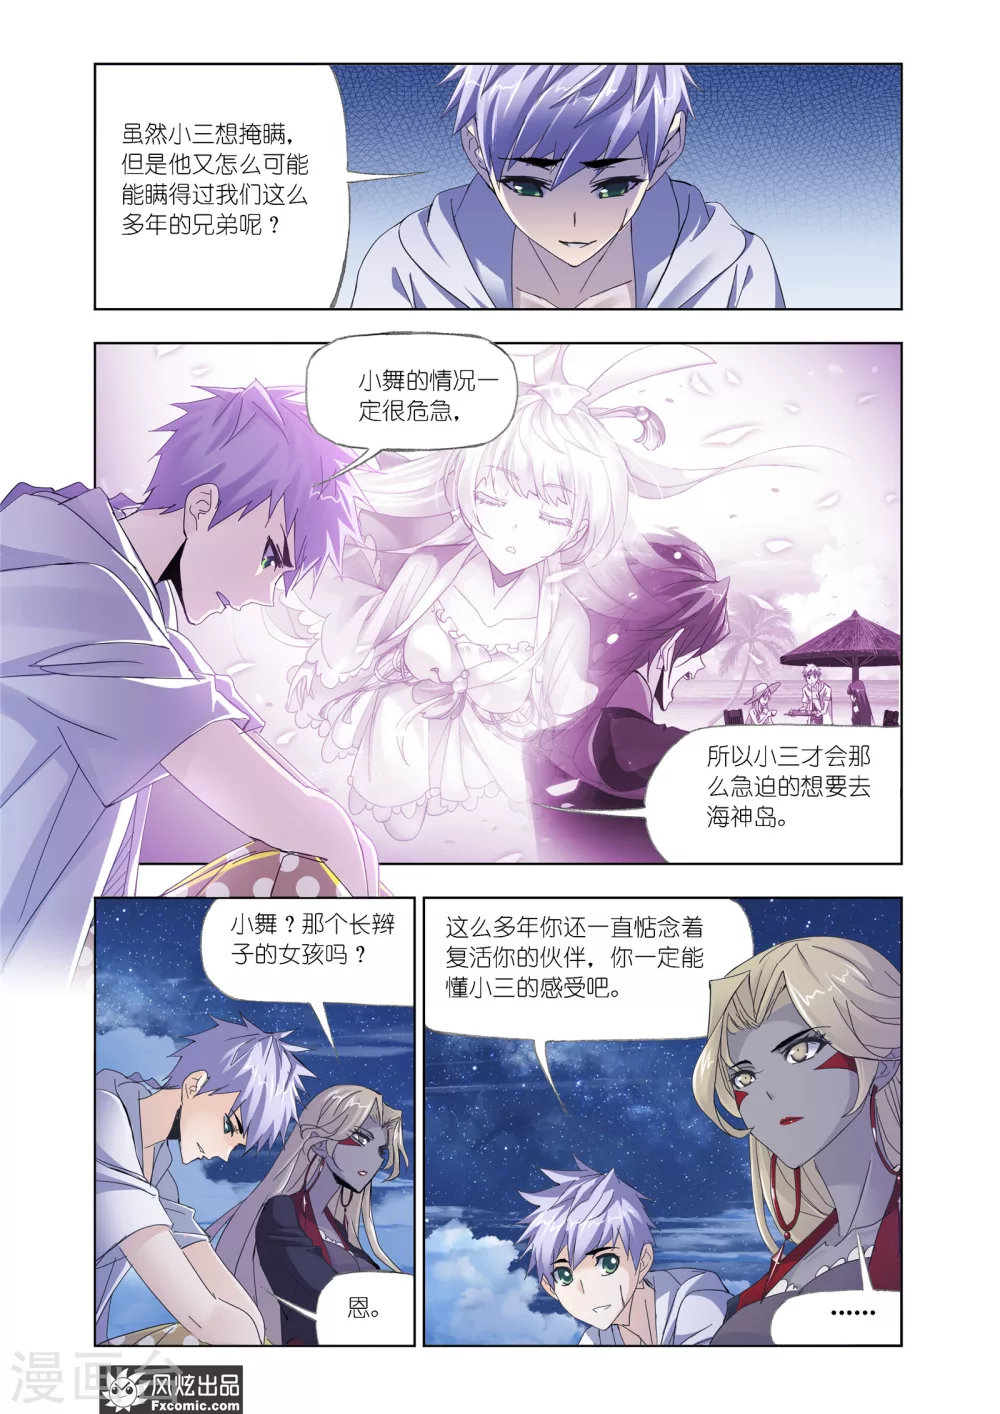 虽然小三想掩瞒，
但是他又怎么可能
能瞒得过我们这么
多年的兄弟呢？
小舞的情况一
定很危急，
所以小三才会那
么急迫的想要去
海神岛。
小舞？那个长辫
子的女孩吗？
恩。
这么多年你还一直惦念着
复活你的伙伴，你一定能
懂小三的感受吧。
……
漫画台
风炫出品
Fxcomic.com